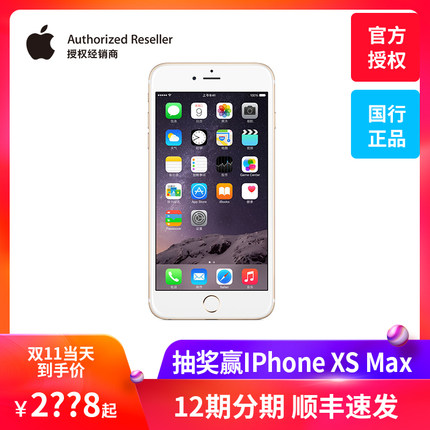 Authorized Reseller
授权经销商
官方
授权
国行
正品
双11当天
到手价
¥2??8起
抽奖赢IPhone XS Max
12期分期 顺丰速发